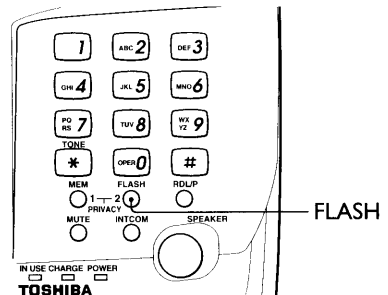 1 ABC 2 DEF 3
GHI 4 JKL 5 MNO 6
PQ RS 7 TUV 8 WX YZ 9
TONE
* OPER 0 #
MEM FLASH RDL/P
1 2
PRIVACY
FLASH
MUTE INTCOM SPEAKER
IN USE CHARGE POWER
TOSHIBA